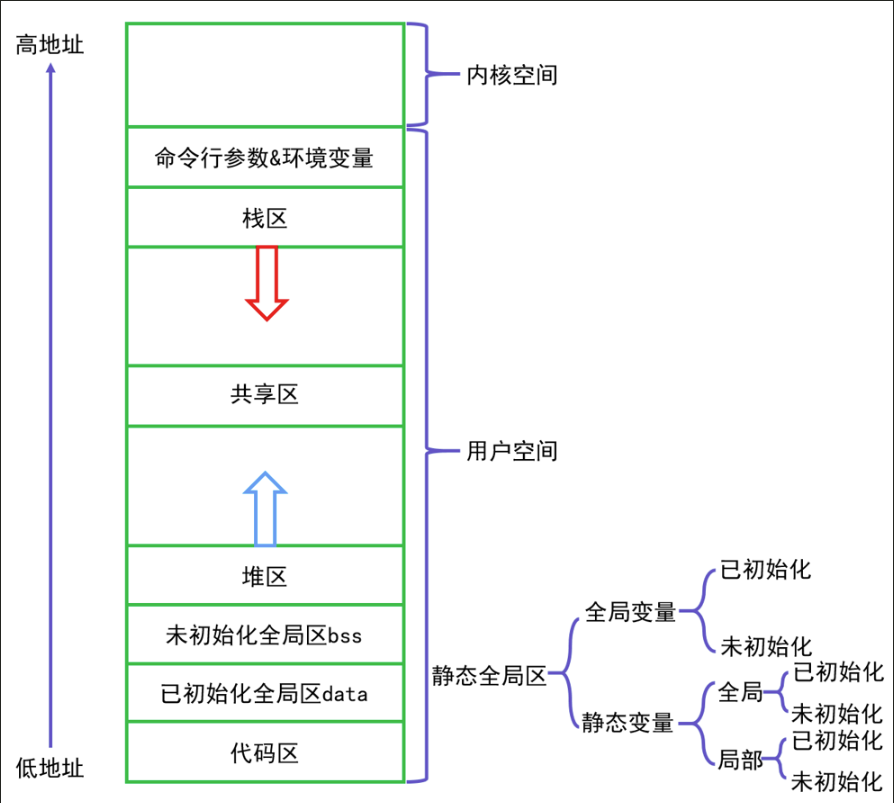 高地址
内核空间
命令行参数&环境变量
栈区
共享区
用户空间
堆区
未初始化全局区bss
已初始化全局区data
代码区
低地址
静态全局区
全局变量
已初始化
未初始化
静态变量
全局
已初始化
未初始化
局部
已初始化
未初始化